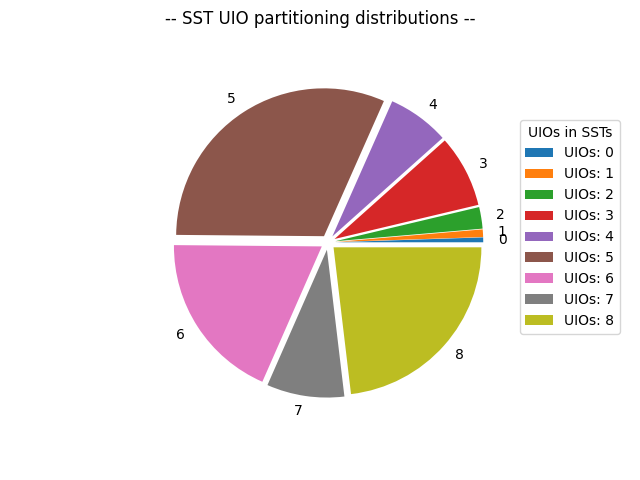 -- SST UIO partitioning distributions --
5
4
3
2
1
0
6
7
8
UIOs in SSTs
UIOs: 0
UIOs: 1
UIOs: 2
UIOs: 3
UIOs: 4
UIOs: 5
UIOs: 6
UIOs: 7
UIOs: 8